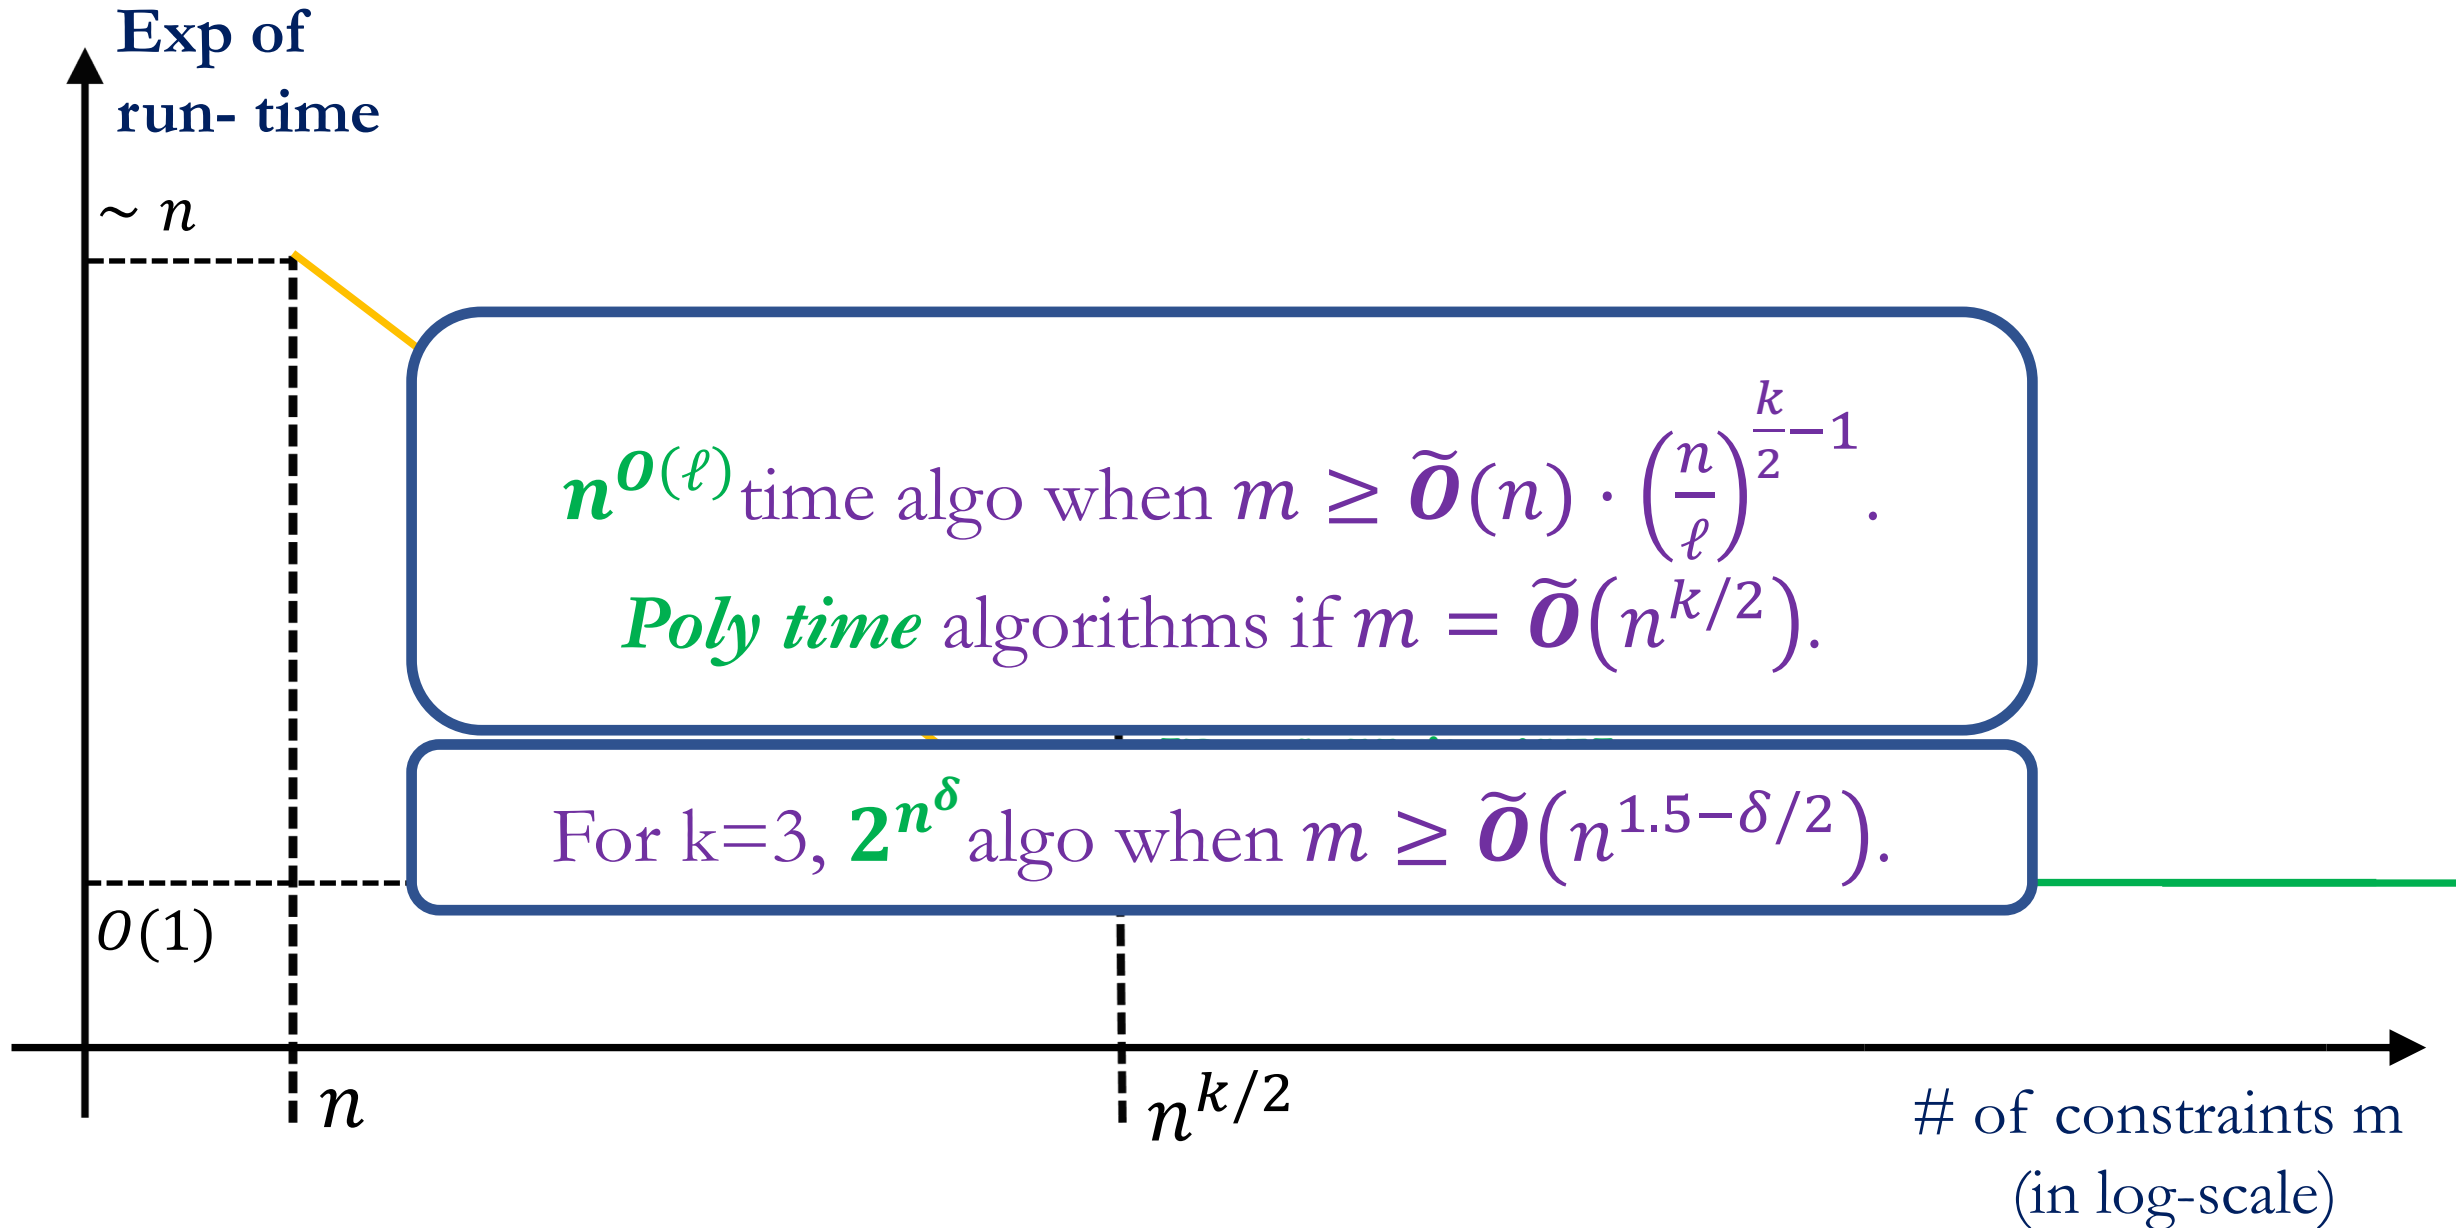 Exp of
run- time
~ n
n^{O(ℓ)} time algo when m ≥ Õ(n) · (n/ℓ)^{k/2−1}.
Poly time algorithms if m = Õ(n^{k/2}).
For k=3, 2^{n^δ} algo when m ≥ Õ(n^{1.5−δ/2}).
O(1)
n
n^{k/2}
# of constraints m
(in log-scale)